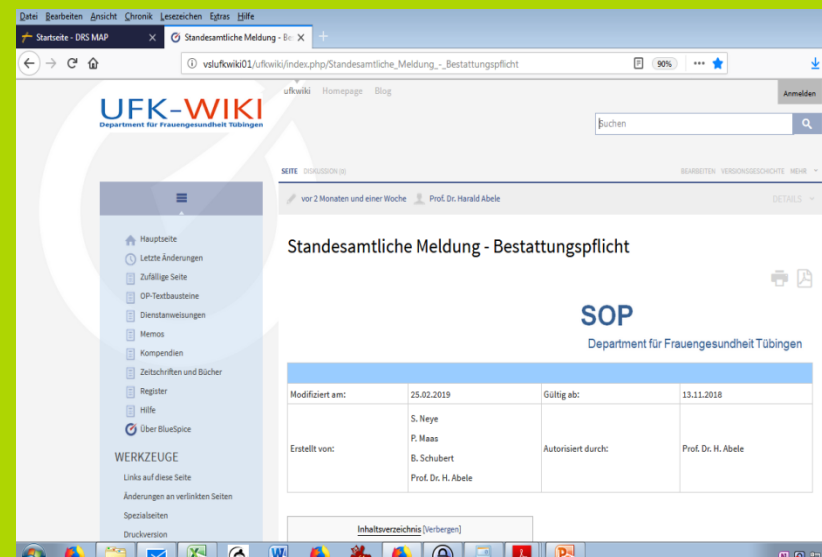 Datei Bearbeiten Ansicht Chronik Lesezeichen Extras Hilfe
Startseite - DRS MAP
Standesamtliche Meldung - Be
vslufkwiki01/ufkwiki/index.php/Standesamtliche_Meldung_-_Bestattungspflicht
90%
ufkwiki Homepage Blog
Anmelden
UFK-WIKI
Department für Frauengesundheit Tübingen
Suchen
SEITE DISKUSSION (0)
BEARBEITEN VERSIONSGESCHICHTE MEHR
vor 2 Monaten und einer Woche Prof. Dr. Harald Abele
DETAILS
Hauptseite
Letzte Änderungen
Zufällige Seite
OP-Textbausteine
Dienstanweisungen
Memos
Kompendien
Zeitschriften und Bücher
Register
Hilfe
Über BlueSpice
WERKZEUGE
Links auf diese Seite
Änderungen an verlinkten Seiten
Spezialseiten
Druckversion
Standesamtliche Meldung - Bestattungspflicht
SOP
Department für Frauengesundheit Tübingen
Modifiziert am: 25.02.2019 Gültig ab: 13.11.2018
Erstellt von:
S. Neye
P. Maas
B. Schubert
Prof. Dr. H. Abele
Autorisiert durch: Prof. Dr. H. Abele
Inhaltsverzeichnis [Verbergen]